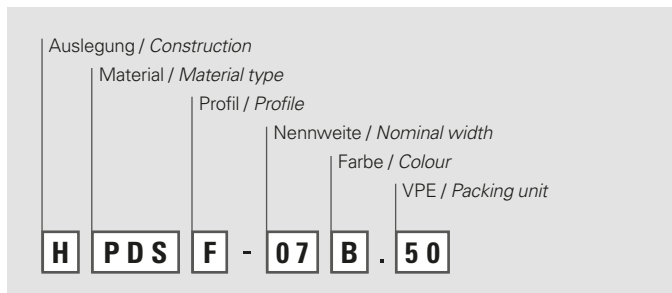 Auslegung / Construction
Material / Material type
Profil / Profile
Nennweite / Nominal width
Farbe / Colour
VPE / Packing unit
H PDS F - 07 B . 50